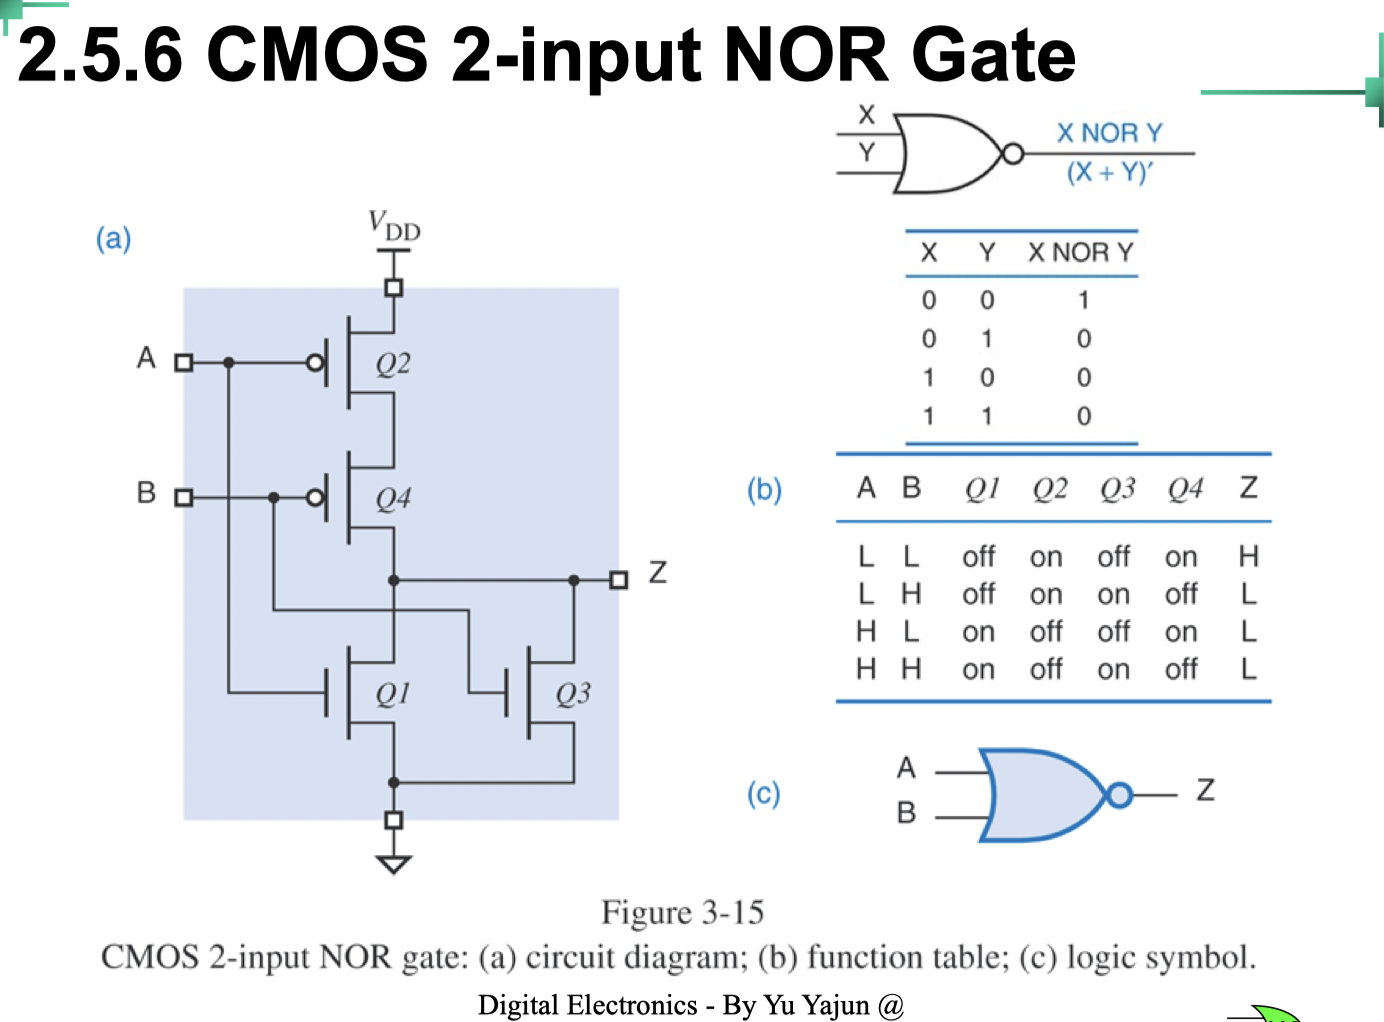 2.5.6 CMOS 2-input NOR Gate
X
Y
X NOR Y
(X + Y)′
(a)
VDD
A
Q2
B
Q4
Z
Q1
Q3
X Y X NOR Y
0 0 1
0 1 0
1 0 0
1 1 0
(b)
A B Q1 Q2 Q3 Q4 Z
L L off on off on H
L H off on on off L
H L on off off on L
H H on off on off L
(c)
A
B
Z
Figure 3-15
CMOS 2-input NOR gate: (a) circuit diagram; (b) function table; (c) logic symbol.
Digital Electronics - By Yu Yajun @